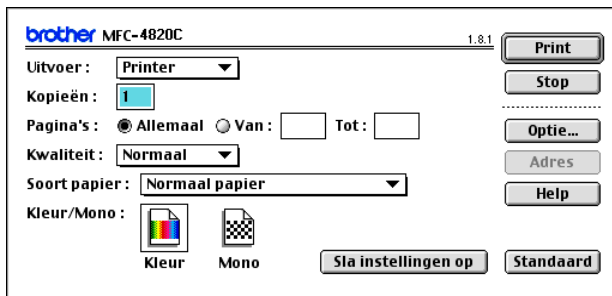 brother MFC-4820C 1.8.1
Print
Uitvoer : Printer
Stop
Kopieën : 1
Pagina's : Allemaal Van : Tot :
Optie...
Kwaliteit : Normaal
Adres
Soort papier : Normaal papier
Help
Kleur/Mono :
Kleur Mono
Sla instellingen op
Standaard